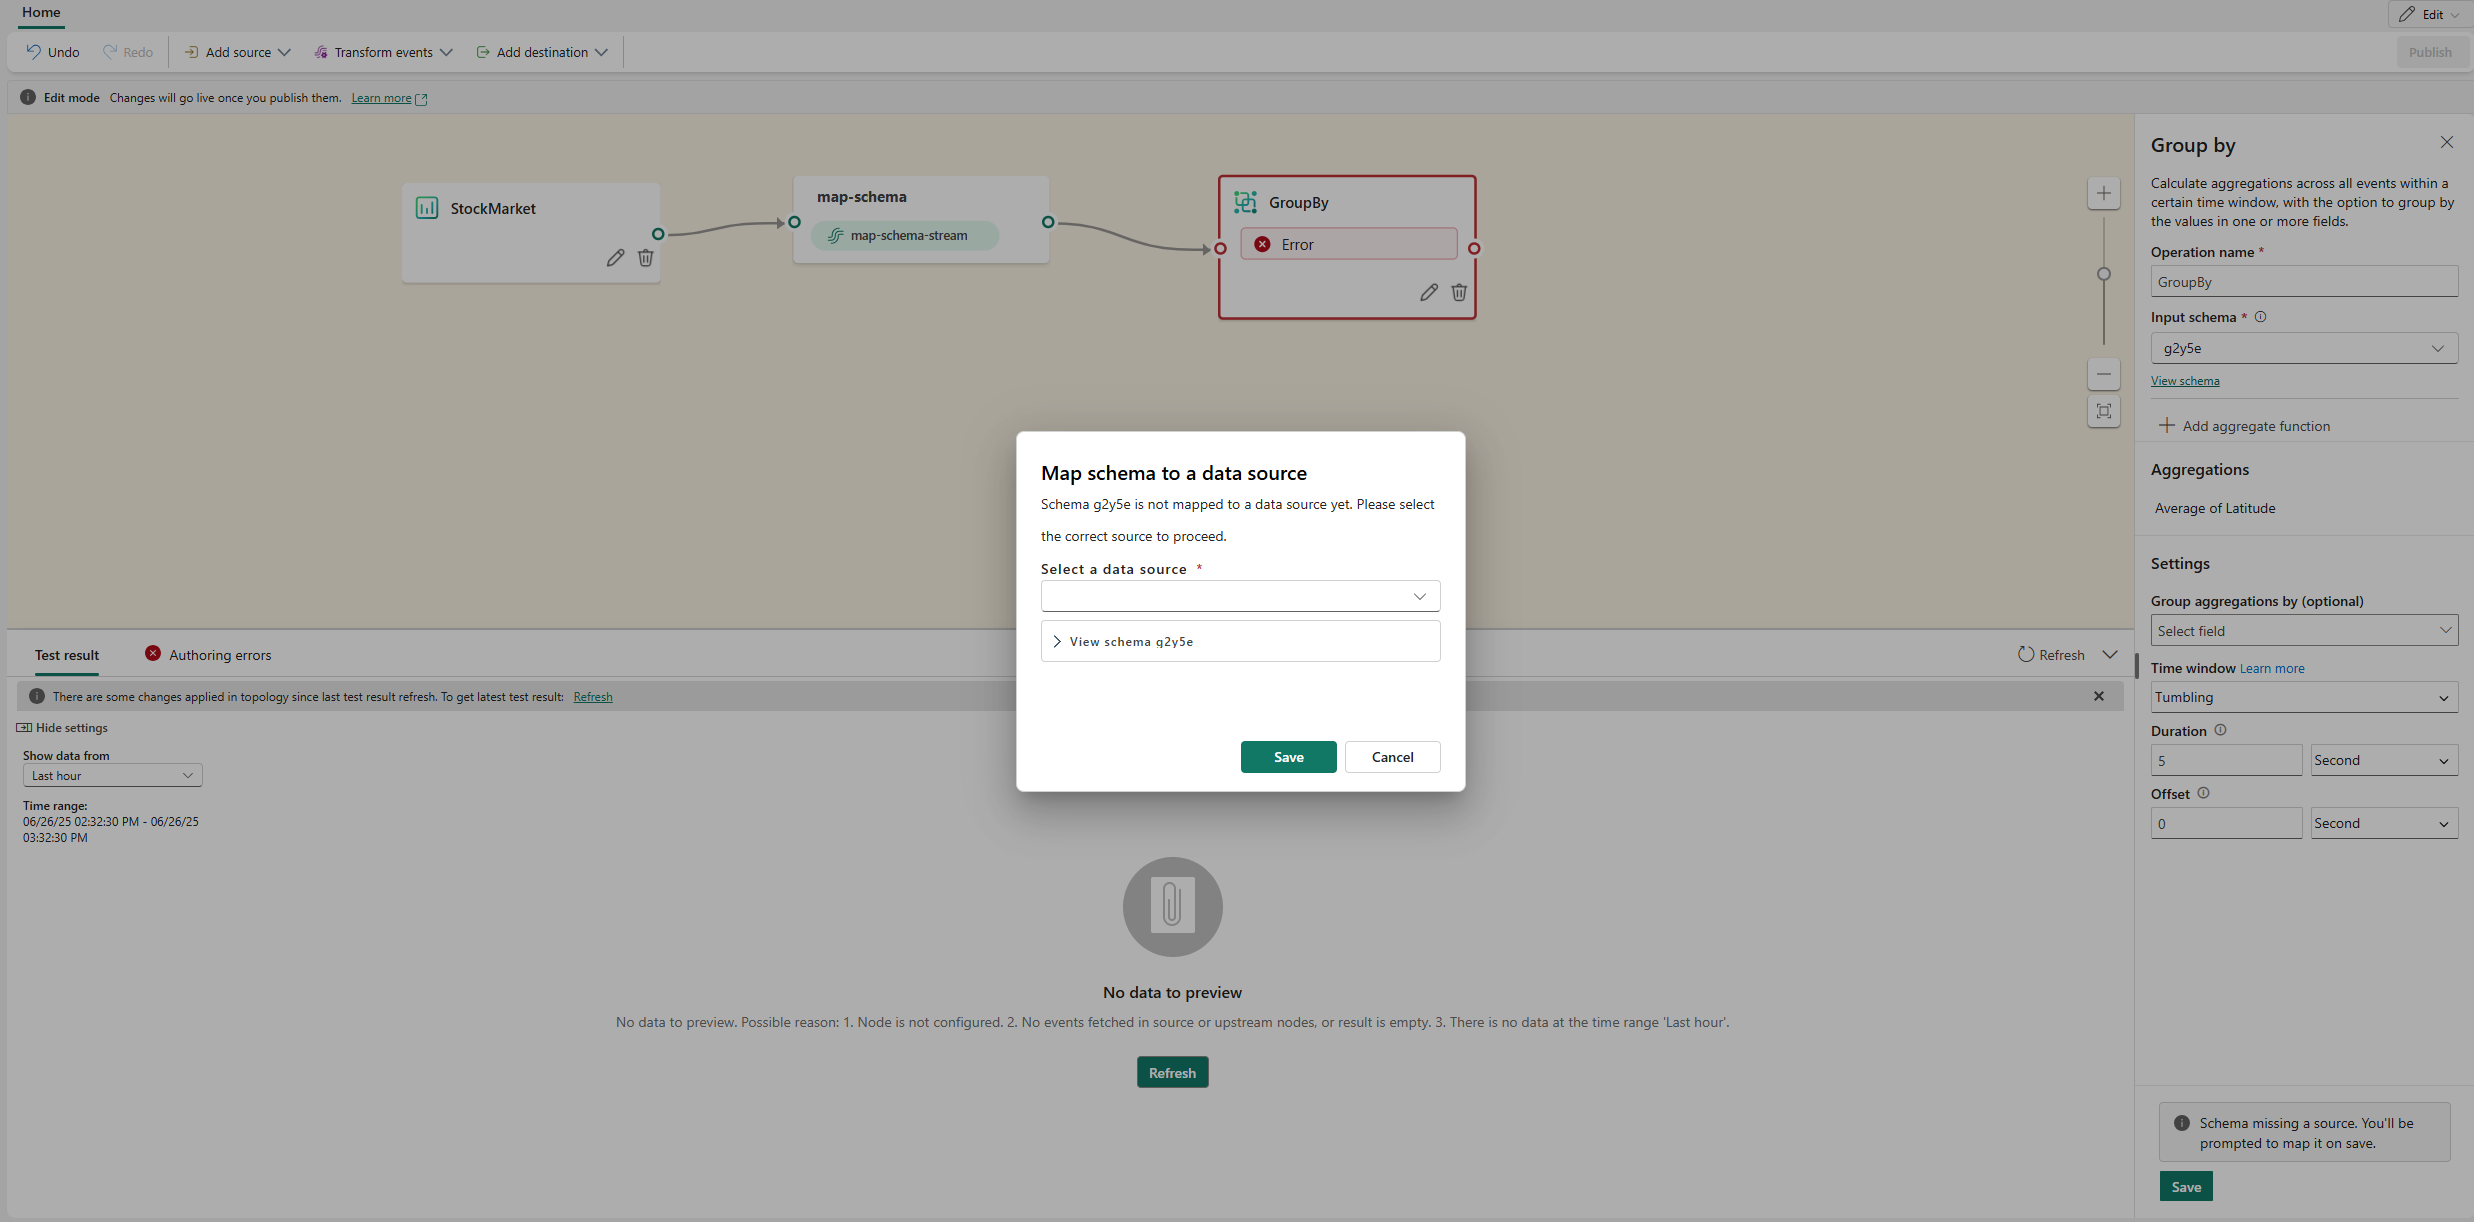 Home
Edit
Undo
Redo
Add source
Transform events
Add destination
Publish
Edit mode Changes will go live once you publish them. Learn more
StockMarket
map-schema
map-schema-stream
GroupBy
Error
Group by
Calculate aggregations across all events within a
certain time window, with the option to group by
the values in one or more fields.
Operation name *
GroupBy
Input schema *
g2y5e
View schema
Add aggregate function
Aggregations
Average of Latitude
Settings
Group aggregations by (optional)
Select field
Time window Learn more
Tumbling
Duration
5
Second
Offset
0
Second
Schema missing a source. You'll be
prompted to map it on save.
Save
Map schema to a data source
Schema g2y5e is not mapped to a data source yet. Please select
the correct source to proceed.
Select a data source *
View schema g2y5e
Save
Cancel
Test result
Authoring errors
Refresh
There are some changes applied in topology since last test result refresh. To get latest test result: Refresh
Hide settings
Show data from
Last hour
Time range:
06/26/25 02:32:30 PM - 06/26/25
03:32:30 PM
No data to preview
No data to preview. Possible reason: 1. Node is not configured. 2. No events fetched in source or upstream nodes, or result is empty. 3. There is no data at the time range 'Last hour'.
Refresh